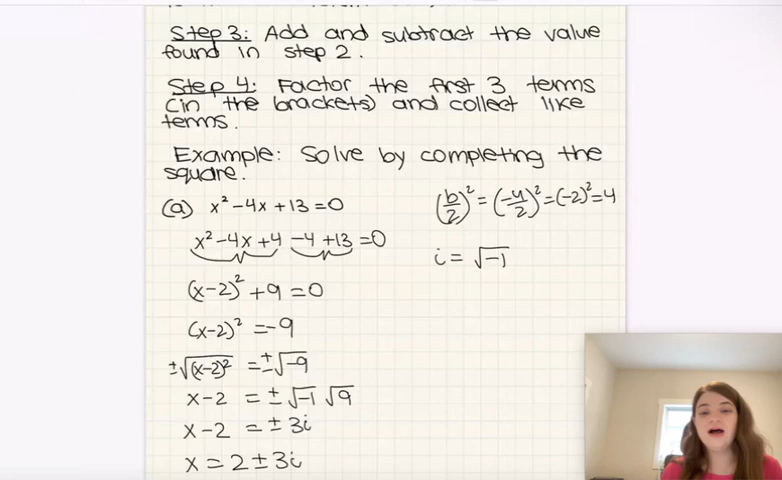 Step 3: Add and subtract the value
found in step 2.
Step 4: Factor the first 3 terms
(in the brackets) and collect like
terms.
Example: Solve by completing the
square.
(a) x² - 4x + 13 = 0
(b/2)² = (-4/2)² = (-2)² = 4
x² - 4x + 4 - 4 + 13 = 0
i = √-1
(x-2)² + 9 = 0
(x-2)² = -9
±√(x-2)² = ±√-9
x-2 = ±√-1 √9
x-2 = ±3i
x = 2 ± 3i